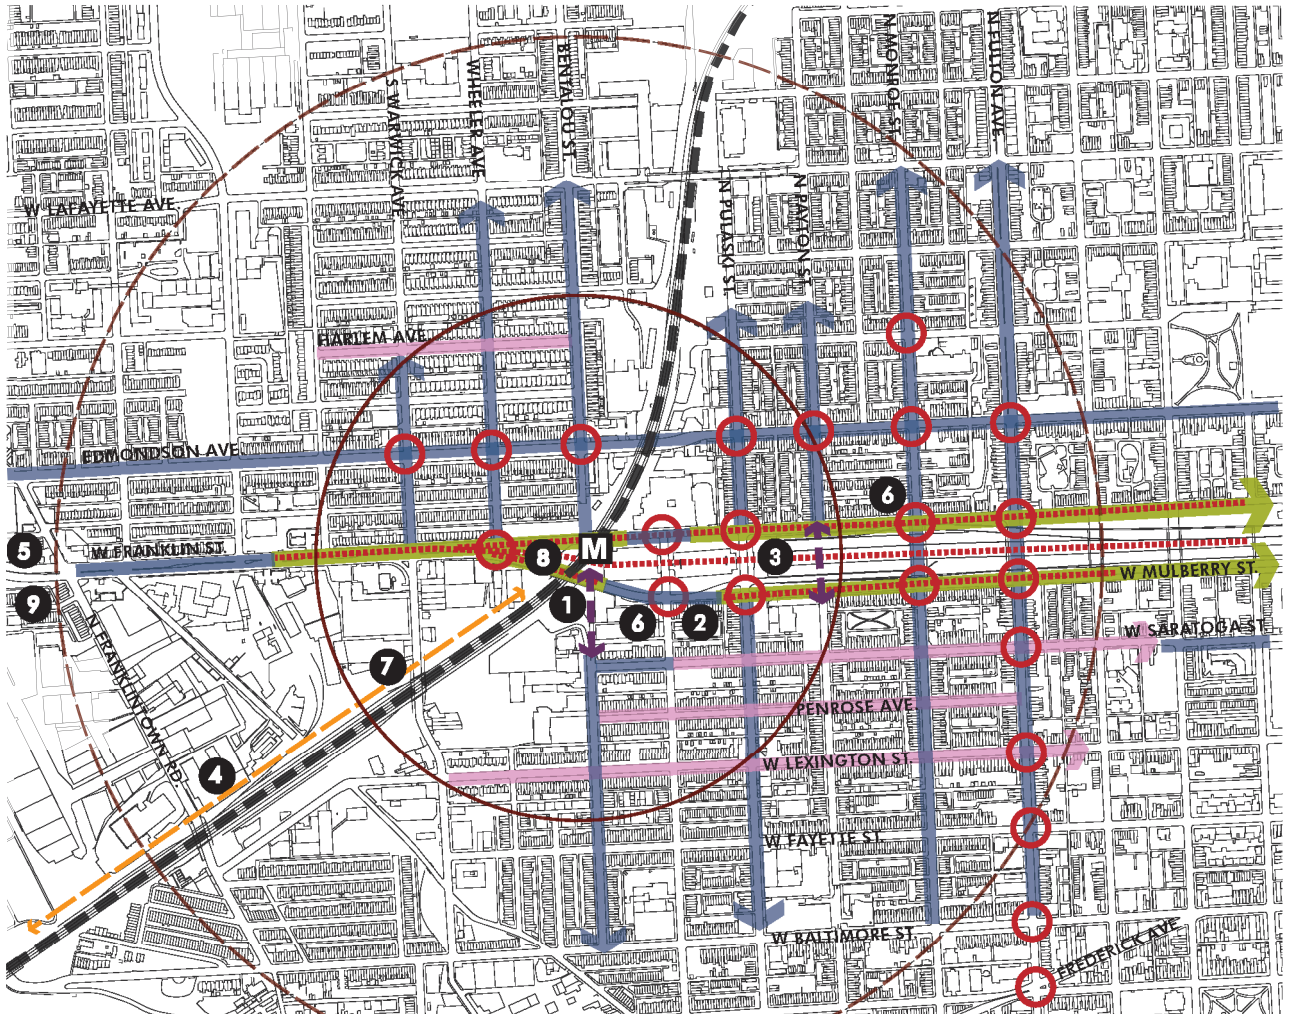 N MONROE ST.
N FULTON AVE.
BENTALOU ST.
WHEELER AVE.
S WARWICK AVE
N PULASKI ST.
N PAYTON ST.
W LAFAYETTE AVE.
HARLEM AVE.
EDMONDSON AVE.
6
5
W FRANKLIN ST.
8
M
3
W MULBERRY ST.
9
1
6
2
N FRANKLINTOWN RD.
W SARATOGA ST.
7
PENROSE AVE.
4
W LEXINGTON ST.
W FAYETTE ST.
W BALTIMORE ST.
FREDERICK AVE